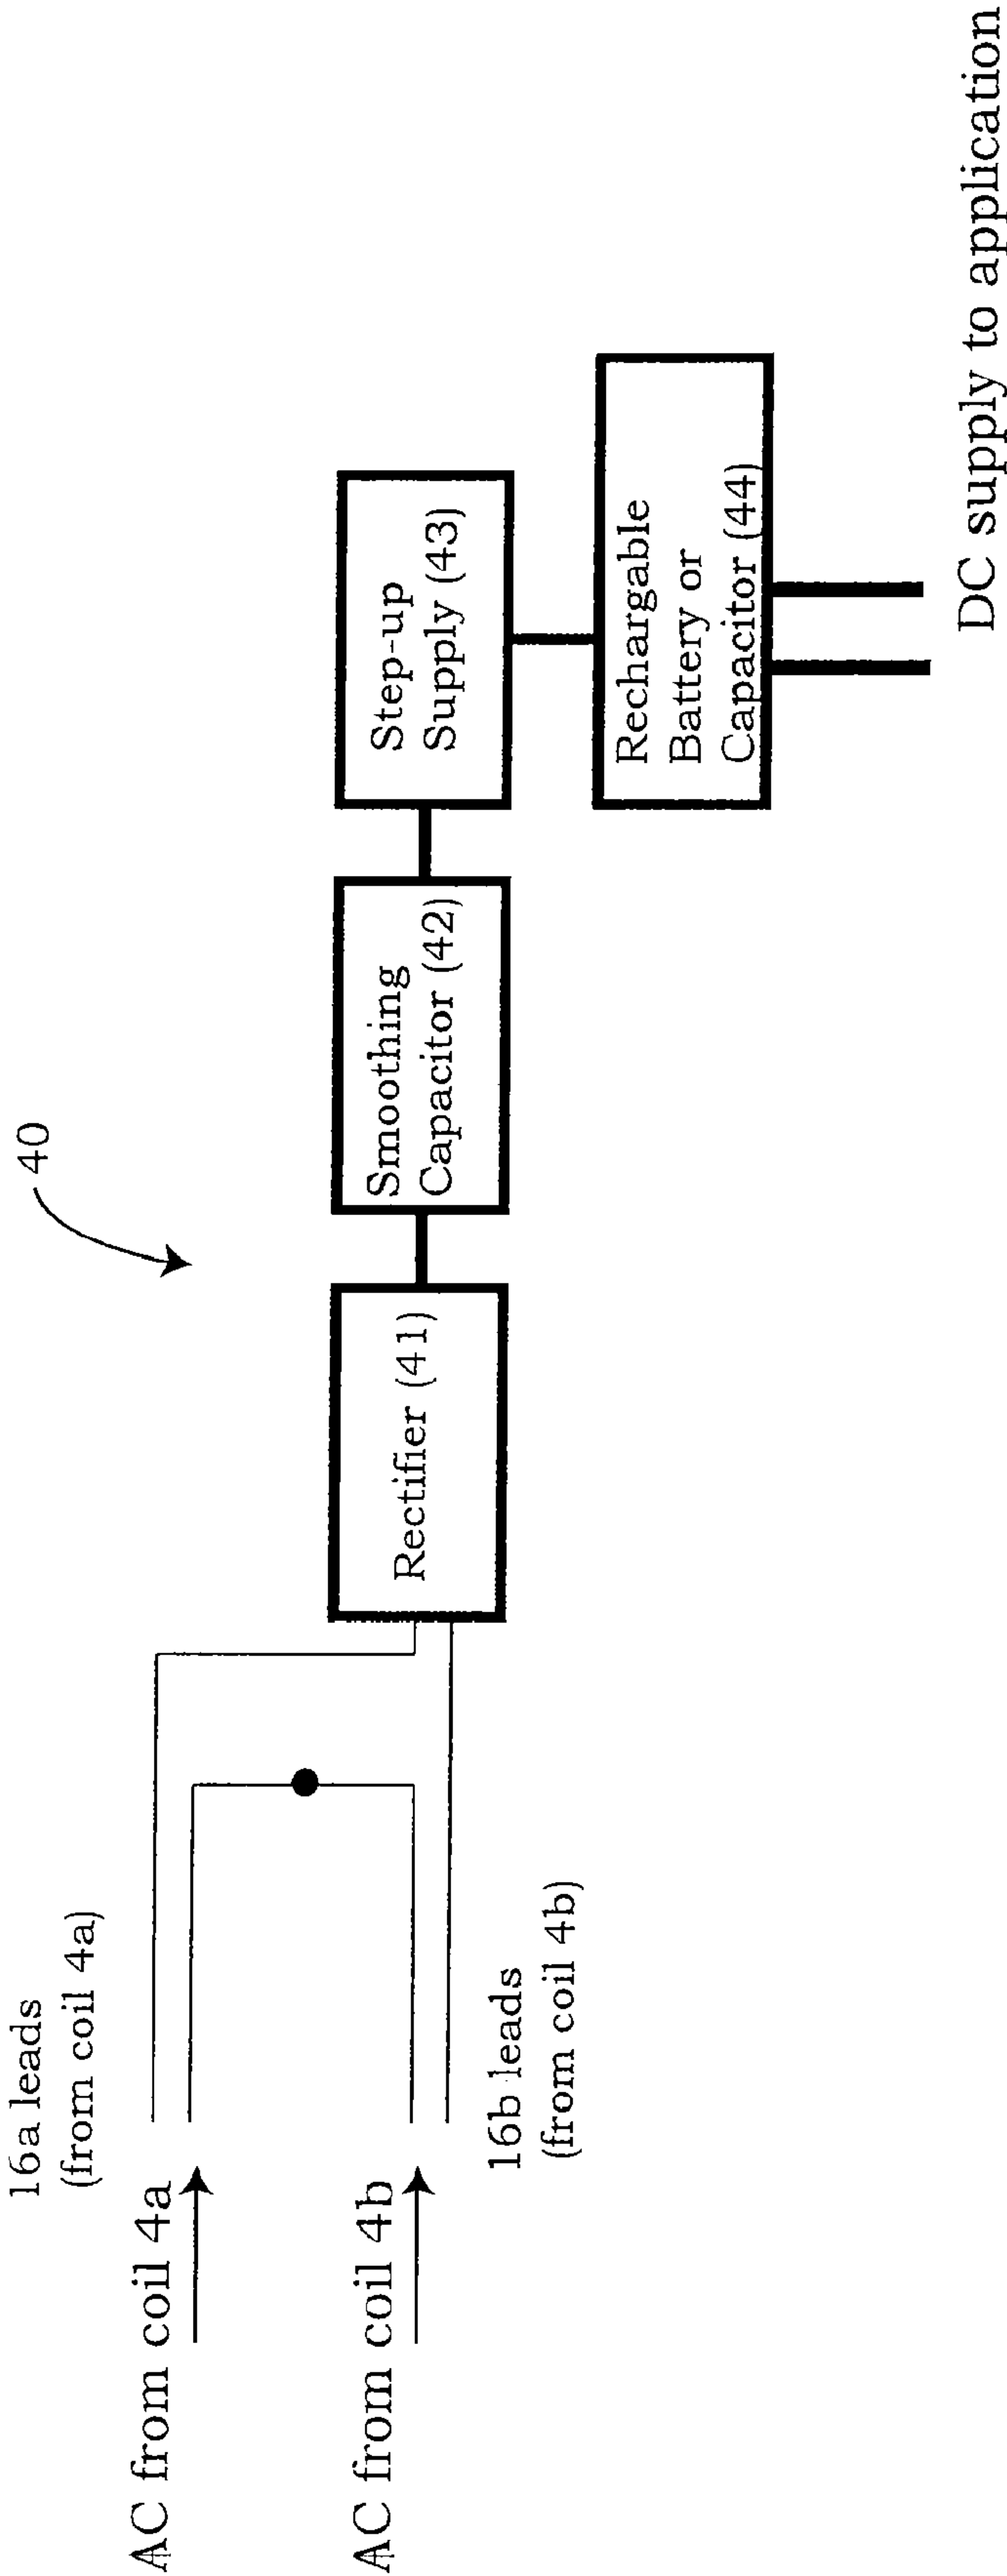 40
16a leads
(from coil 4a)
AC from coil 4a
AC from coil 4b
16b leads
(from coil 4b)
Rectifier (41)
Smoothing
Capacitor (42)
Step-up
Supply (43)
Rechargable
Battery or
Capacitor (44)
DC supply to application